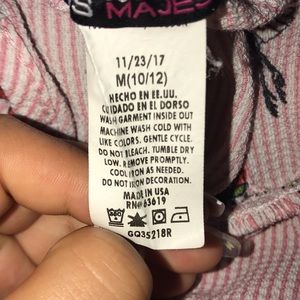 S MAJES
11/23/17
M(10/12)
HECHO EN EE.UU.
CUIDADO EN EL DORSO
WASH GARMENT INSIDE OUT
MACHINE WASH COLD WITH
LIKE COLORS. GENTLE CYCLE.
DO NOT BLEACH. TUMBLE DRY
LOW. REMOVE PROMPTLY.
COOL IRON AS NEEDED.
DO NOT IRON DECORATION.
MADE IN USA
RN# 63619
GQ35218R